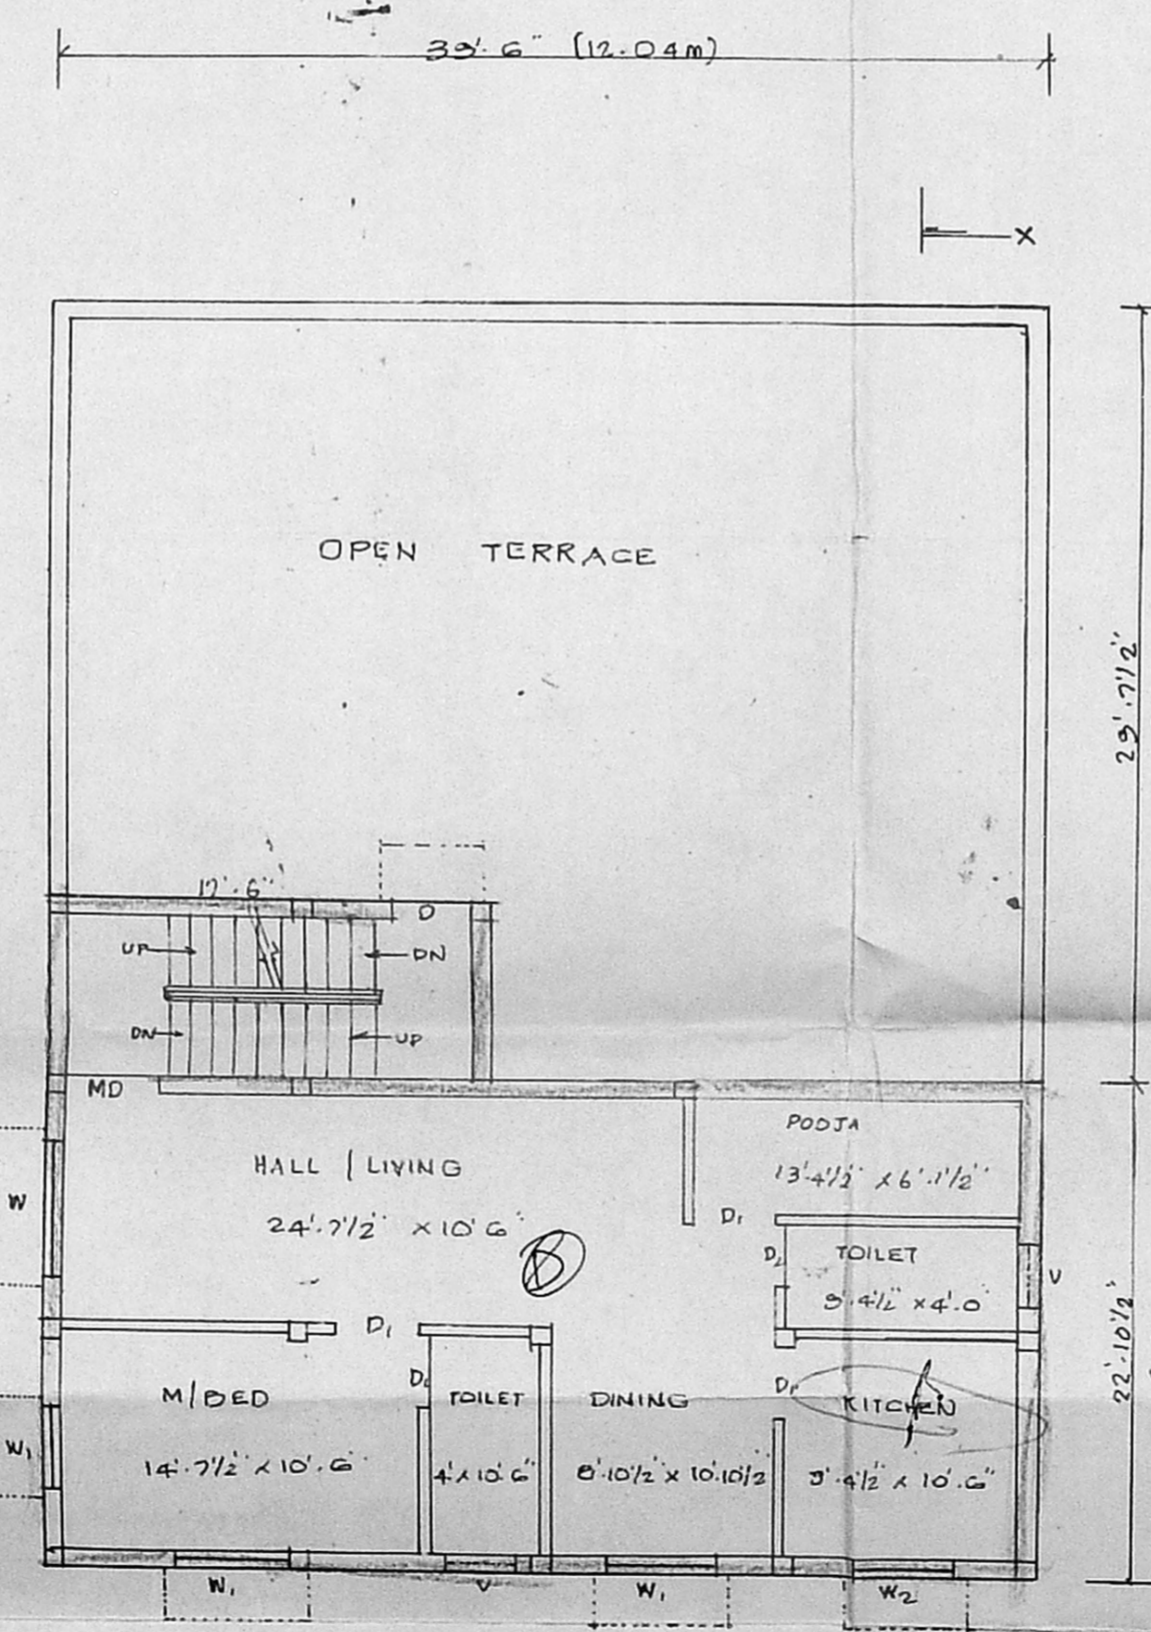 39'.6" (12.04m)
X
OPEN TERRACE
29'.7½"
12'.6"
D
UP
DN
DN
UP
MD
POOJA
13'.4½" x 6'.1½"
HALL / LIVING
24'.7½" x 10'6"
W
B
D1
D2
TOILET
9'.4½" x 4'.0"
V
D1
22'.10½"
M/BED
D2
TOILET
DINING
D1
KITCHEN
W1
14'.7½" x 10'.6"
4' x 10'.6"
8'.10½" x 10'.10½"
9'.4½" x 10'.6"
W1
V
W1
W2